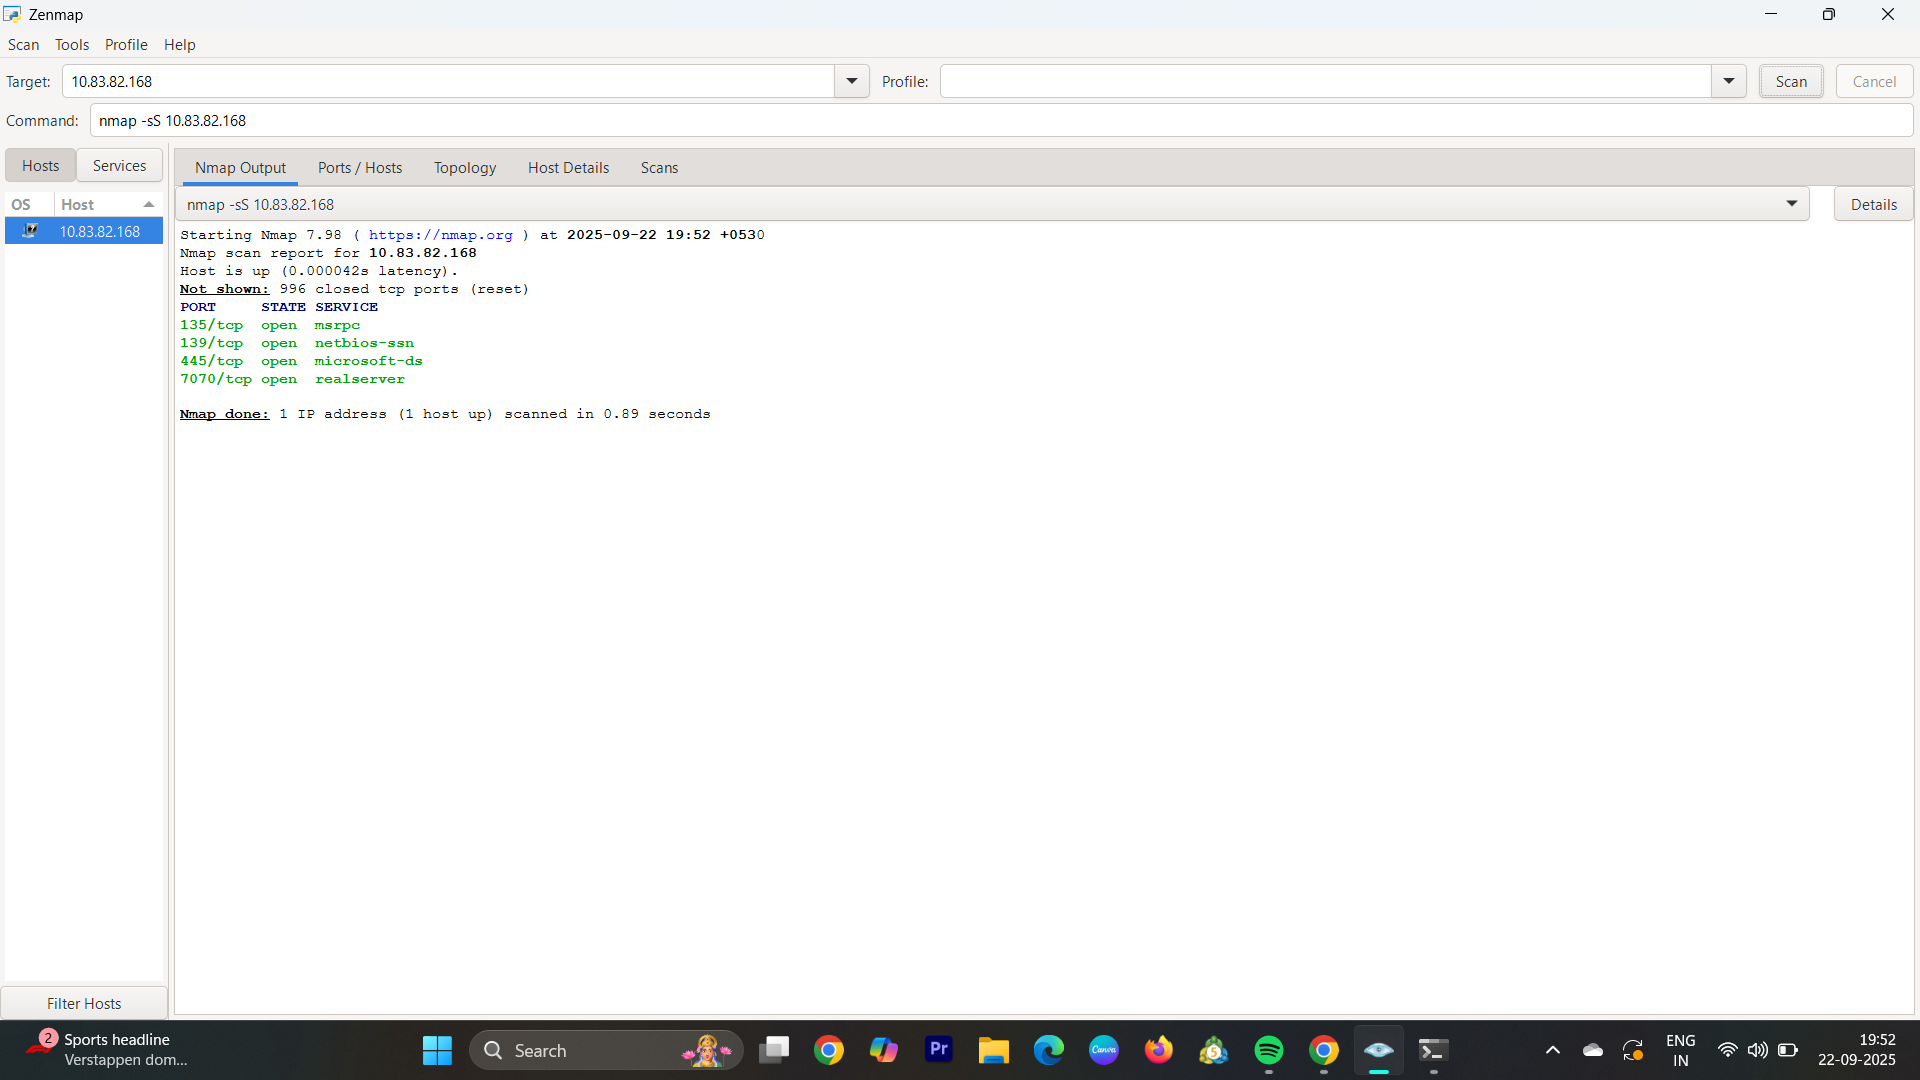 Zenmap
Scan Tools Profile Help
Target: 10.83.82.168 Profile: Scan Cancel
Command: nmap -sS 10.83.82.168
Hosts Services
Nmap Output Ports / Hosts Topology Host Details Scans
OS Host
nmap -sS 10.83.82.168 Details
10.83.82.168
Starting Nmap 7.98 ( https://nmap.org ) at 2025-09-22 19:52 +0530
Nmap scan report for 10.83.82.168
Host is up (0.000042s latency).
Not shown: 996 closed tcp ports (reset)
PORT STATE SERVICE
135/tcp open msrpc
139/tcp open netbios-ssn
445/tcp open microsoft-ds
7070/tcp open realserver
Nmap done: 1 IP address (1 host up) scanned in 0.89 seconds
Filter Hosts
2
Sports headline
Verstappen dom...
Search
Pr
Canva
ENG
IN
19:52
22-09-2025